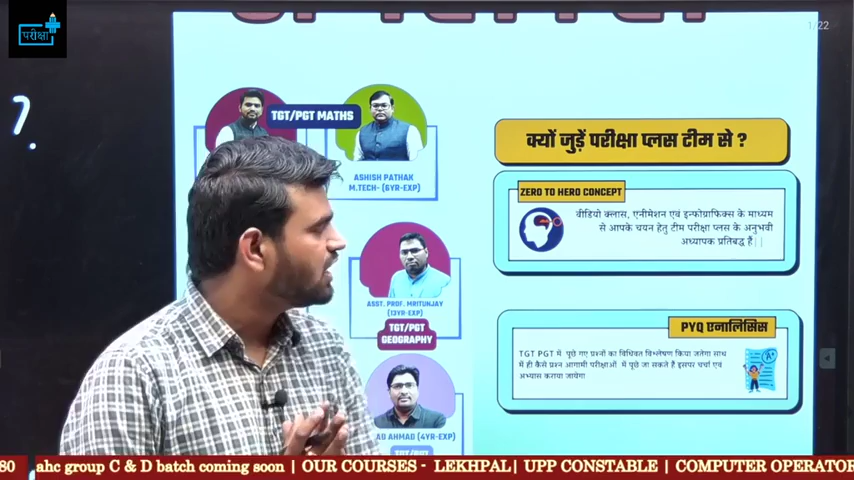 परीक्षा
1/22
TGT/PGT MATHS
ASHISH PATHAK
M.TECH- (6YR-EXP)
ASST. PROF. MRITUNJAY
(13YR-EXP)
TGT/PGT
GEOGRAPHY
AHMAD (4YR-EXP)
क्यों जुड़ें परीक्षा प्लस टीम से ?
ZERO TO HERO CONCEPT
वीडियो क्लास, एनीमेशन एवं इन्फोग्राफिक्स के माध्यम
से आपके चयन हेतु टीम परीक्षा प्लस के अनुभवी
अध्यापक प्रतिबद्ध हैं||
PYQ एनालिसिस
TGT PGT में पूछे गए प्रश्नों का विधिवत विश्लेषण किया जतेगा साथ
में ही कैसे प्रश्न आगामी परीक्षाओं में पूछे जा सकते हैं इसपर चर्चा एवं
अभ्यास कराया जायेगा
A+
80 ahc group C & D batch coming soon | OUR COURSES - LEKHPAL| UPP CONSTABLE | COMPUTER OPERATOR